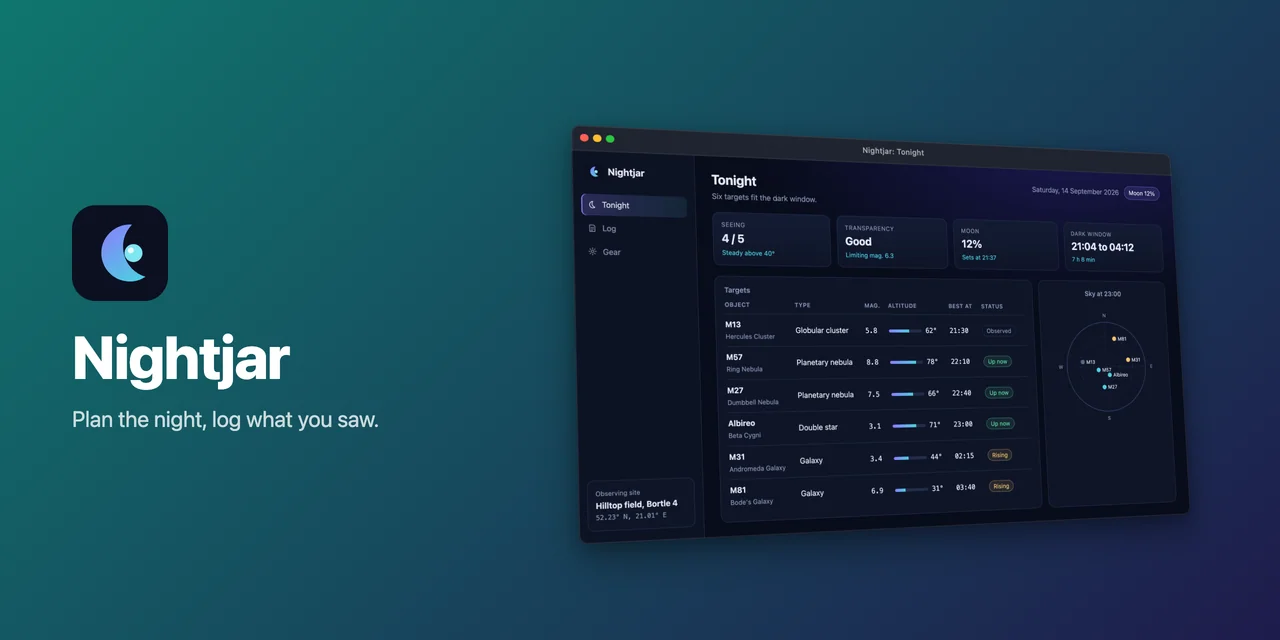 Nightjar
Plan the night, log what you saw.
Nightjar: Tonight
Nightjar
Tonight
Log
Gear
Observing site
Hilltop field, Bortle 4
52.23° N, 21.01° E
Tonight
Six targets fit the dark window.
Saturday, 14 September 2026
Moon 12%
SEEING
4 / 5
Steady above 40°
TRANSPARENCY
Good
Limiting mag. 6.3
MOON
12%
Sets at 21:37
DARK WINDOW
21:04 to 04:12
7 h 8 min
Targets
OBJECT TYPE MAG. ALTITUDE BEST AT STATUS
M13 Globular cluster 5.8 62° 21:30 Observed
Hercules Cluster
M57 Planetary nebula 8.8 78° 22:10 Up now
Ring Nebula
M27 Planetary nebula 7.5 66° 22:40 Up now
Dumbbell Nebula
Albireo Double star 3.1 71° 23:00 Up now
Beta Cygni
M31 Galaxy 3.4 44° 02:15 Rising
Andromeda Galaxy
M81 Galaxy 6.9 31° 03:40 Rising
Bode's Galaxy
Sky at 23:00
N
M81
M13
M31
W
M57
E
Albireo
M27
S